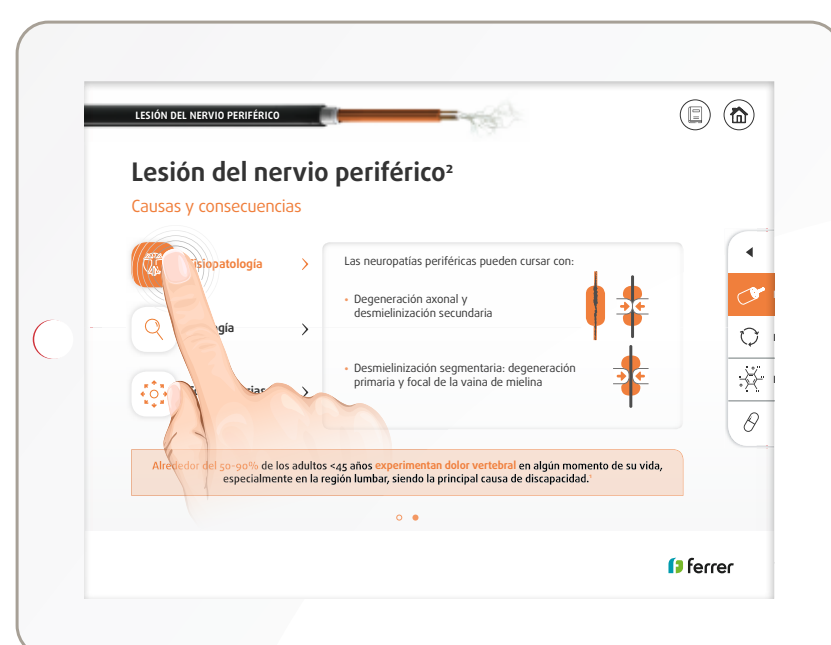 LESIÓN DEL NERVIO PERIFÉRICO
Lesión del nervio periférico²
Causas y consecuencias
Fisiopatología
Las neuropatías periféricas pueden cursar con:
• Degeneración axonal y
desmielinización secundaria
• Desmielinización segmentaria: degeneración
primaria y focal de la vaina de mielina
Alrededor del 50-90% de los adultos <45 años experimentan dolor vertebral en algún momento de su vida,
especialmente en la región lumbar, siendo la principal causa de discapacidad.¹
ferrer